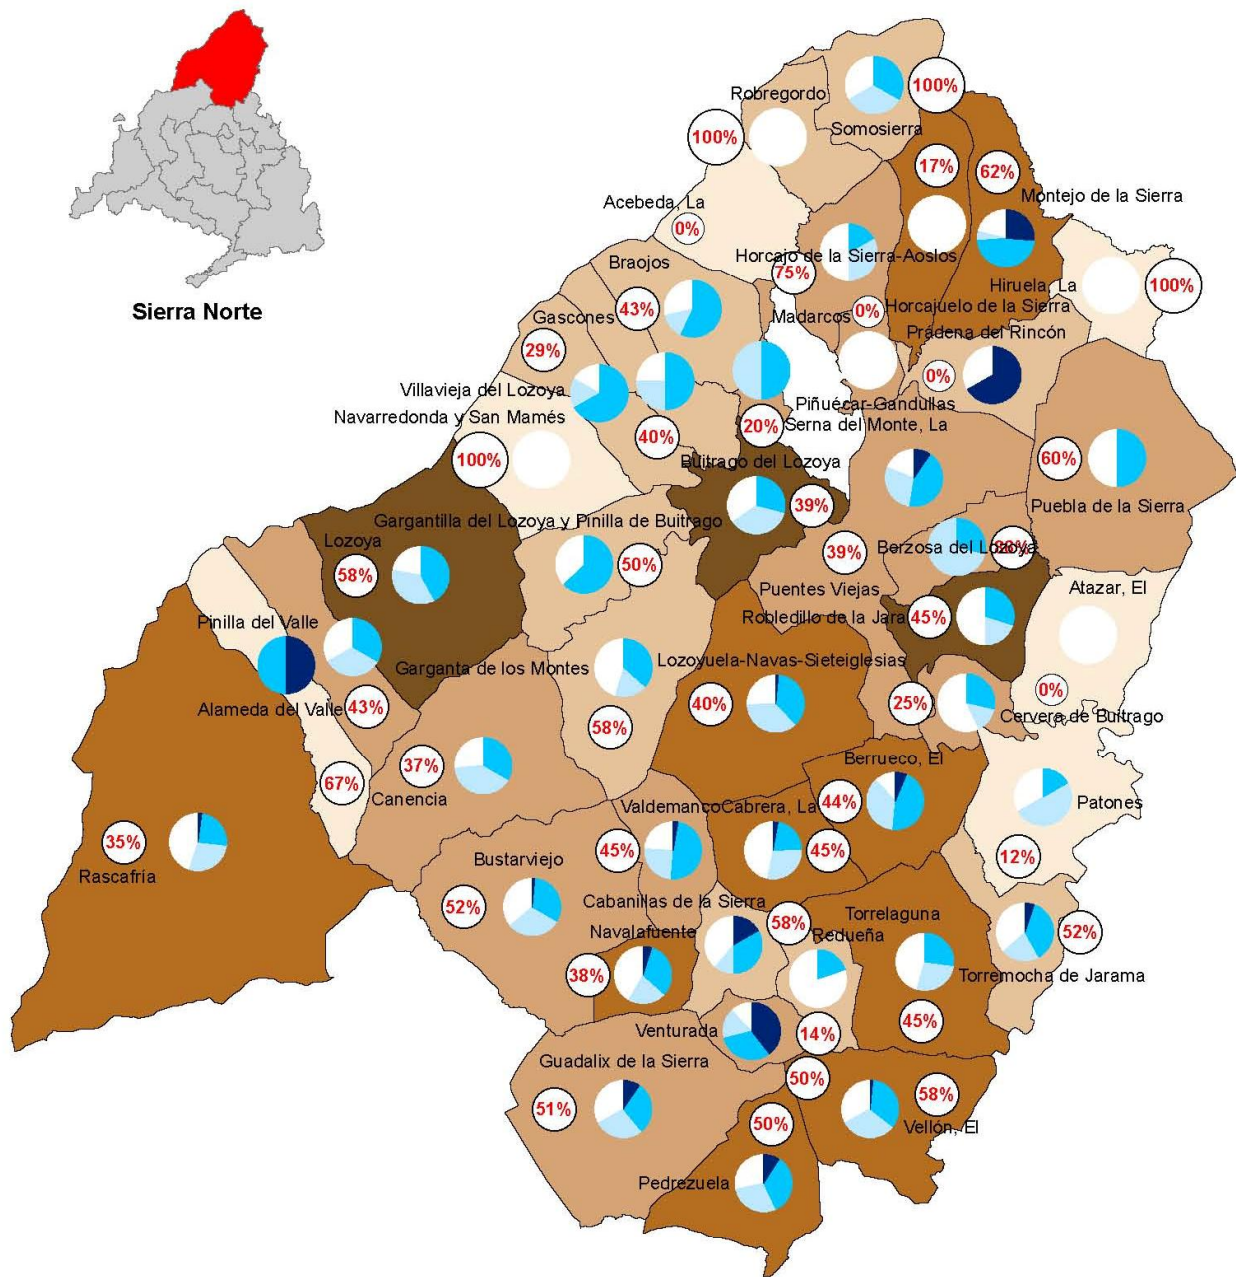 Robregordo
100%
Somosierra
100%
17%
62%
Montejo de la Sierra
Acebeda, La
0%
Braojos
Horcajo de la Sierra-Aoslos
75%
Hiruela, La
100%
43%
Madarcos
0%
Horcajuelo de la Sierra
Gascones
Prádena del Rincón
29%
0%
Villavieja del Lozoya
Piñuécar-Gandullas
Navarredonda y San Mamés
20%
Serna del Monte, La
40%
100%
Buitrago del Lozoya
60%
Puebla de la Sierra
39%
Gargantilla del Lozoya y Pinilla de Buitrago
Lozoya
58%
50%
39%
Berzosa del Lozoya
Puentes Viejas
Atazar, El
Pinilla del Valle
Robledillo de la Jara
45%
Garganta de los Montes
Lozoyuela-Navas-Sieteiglesias
0%
Alameda del Valle
43%
40%
25%
Cervera de Buitrago
58%
Berrueco, El
37%
67%
Canencia
44%
Patones
Valdemanco
Cabrera, La
35%
45%
45%
12%
Rascafría
Bustarviejo
Cabanillas de la Sierra
52%
58%
Torrelaguna
Navalafuente
Redueña
52%
38%
Torremocha de Jarama
Venturada
14%
45%
Guadalix de la Sierra
50%
58%
51%
50%
Vellón, El
Pedrezuela
Sierra Norte